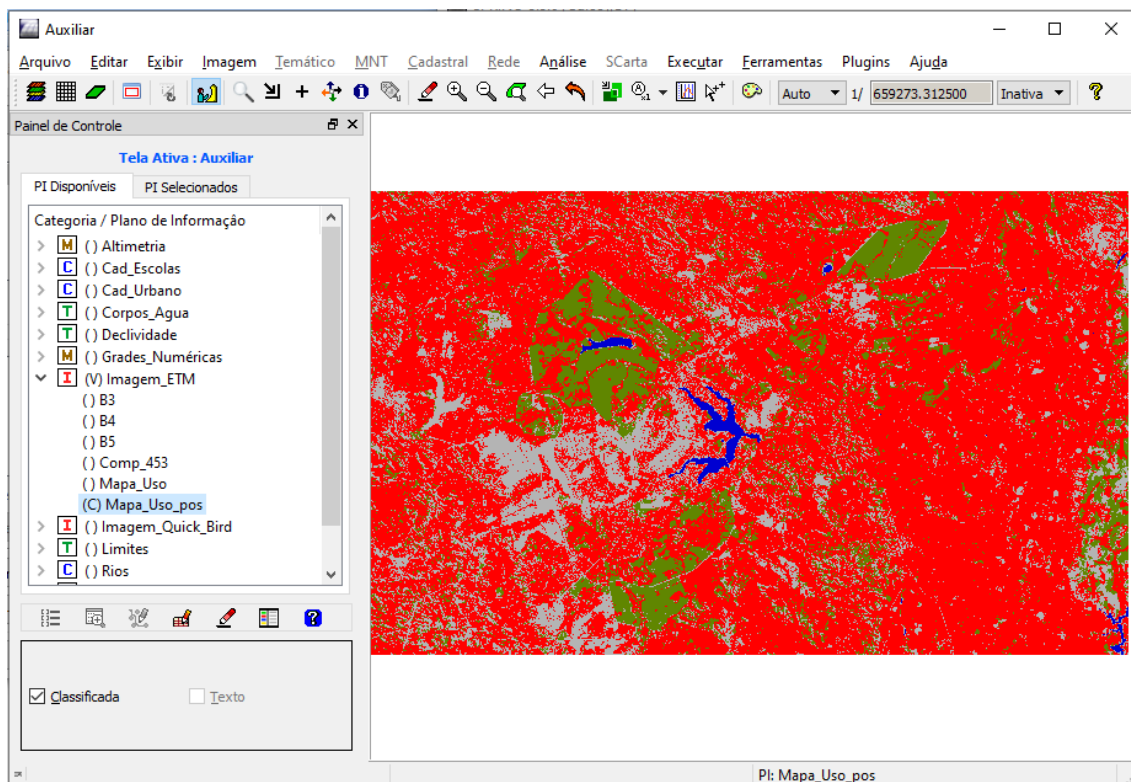 Auxiliar
Arquivo Editar Exibir Imagem Temático MNT Cadastral Rede Análise SCarta Executar Ferramentas Plugins Ajuda
Auto 1/ 659273.312500 Inativa
Painel de Controle
Tela Ativa : Auxiliar
PI Disponíveis PI Selecionados
Categoria / Plano de Informação
M () Altimetria
C () Cad_Escolas
C () Cad_Urbano
T () Corpos_Agua
T () Declividade
M () Grades_Numéricas
I (V) Imagem_ETM
() B3
() B4
() B5
() Comp_453
() Mapa_Uso
(C) Mapa_Uso_pos
I () Imagem_Quick_Bird
T () Limites
C () Rios
Classificada Texto
PI: Mapa_Uso_pos